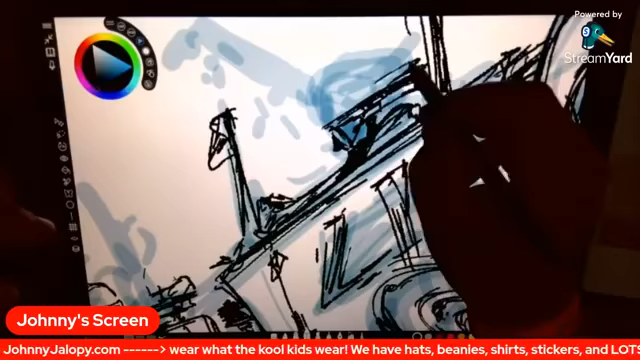 Powered by
StreamYard
Johnny's Screen
JohnnyJalopy.com ------> wear what the kool kids wear! We have hats, beanies, shirts, stickers, and LOT